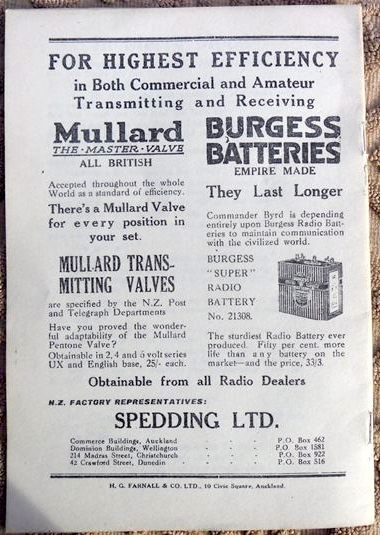 FOR HIGHEST EFFICIENCY
in Both Commercial and Amateur
Transmitting and Receiving
Mullard
THE·MASTER·VALVE
ALL BRITISH
Accepted throughout the whole
World as a standard of efficiency.
There's a Mullard Valve
for every position in
your set.
MULLARD TRANS-
MITTING VALVES
are specified by the N.Z. Post
and Telegraph Departments
Have you proved the wonder-
ful adaptability of the Mullard
Pentone Valve?
Obtainable in 2, 4 and 6 volt series
UX and English base, 25/- each.
BURGESS
BATTERIES
EMPIRE MADE
They Last Longer
Commander Byrd is depending
entirely upon Burgess Radio Batt-
eries to maintain communication
with the civilized world.
BURGESS
"SUPER"
RADIO
BATTERY
No. 21308.
The sturdiest Radio Battery ever
produced. Fifty per cent. more
life than any battery on the
market—and the price, 33/3.
Obtainable from all Radio Dealers
N.Z. FACTORY REPRESENTATIVES:
SPEDDING LTD.
Commerce Buildings, Auckland - - - P.O. Box 462
Dominion Buildings, Wellington - - - P.O. Box 1581
214 Madras Street, Christchurch - - - P.O. Box 922
42 Crawford Street, Dunedin - - - - P.O. Box 516
H. G. FARNALL & CO. LTD., 10 Civic Square, Auckland.